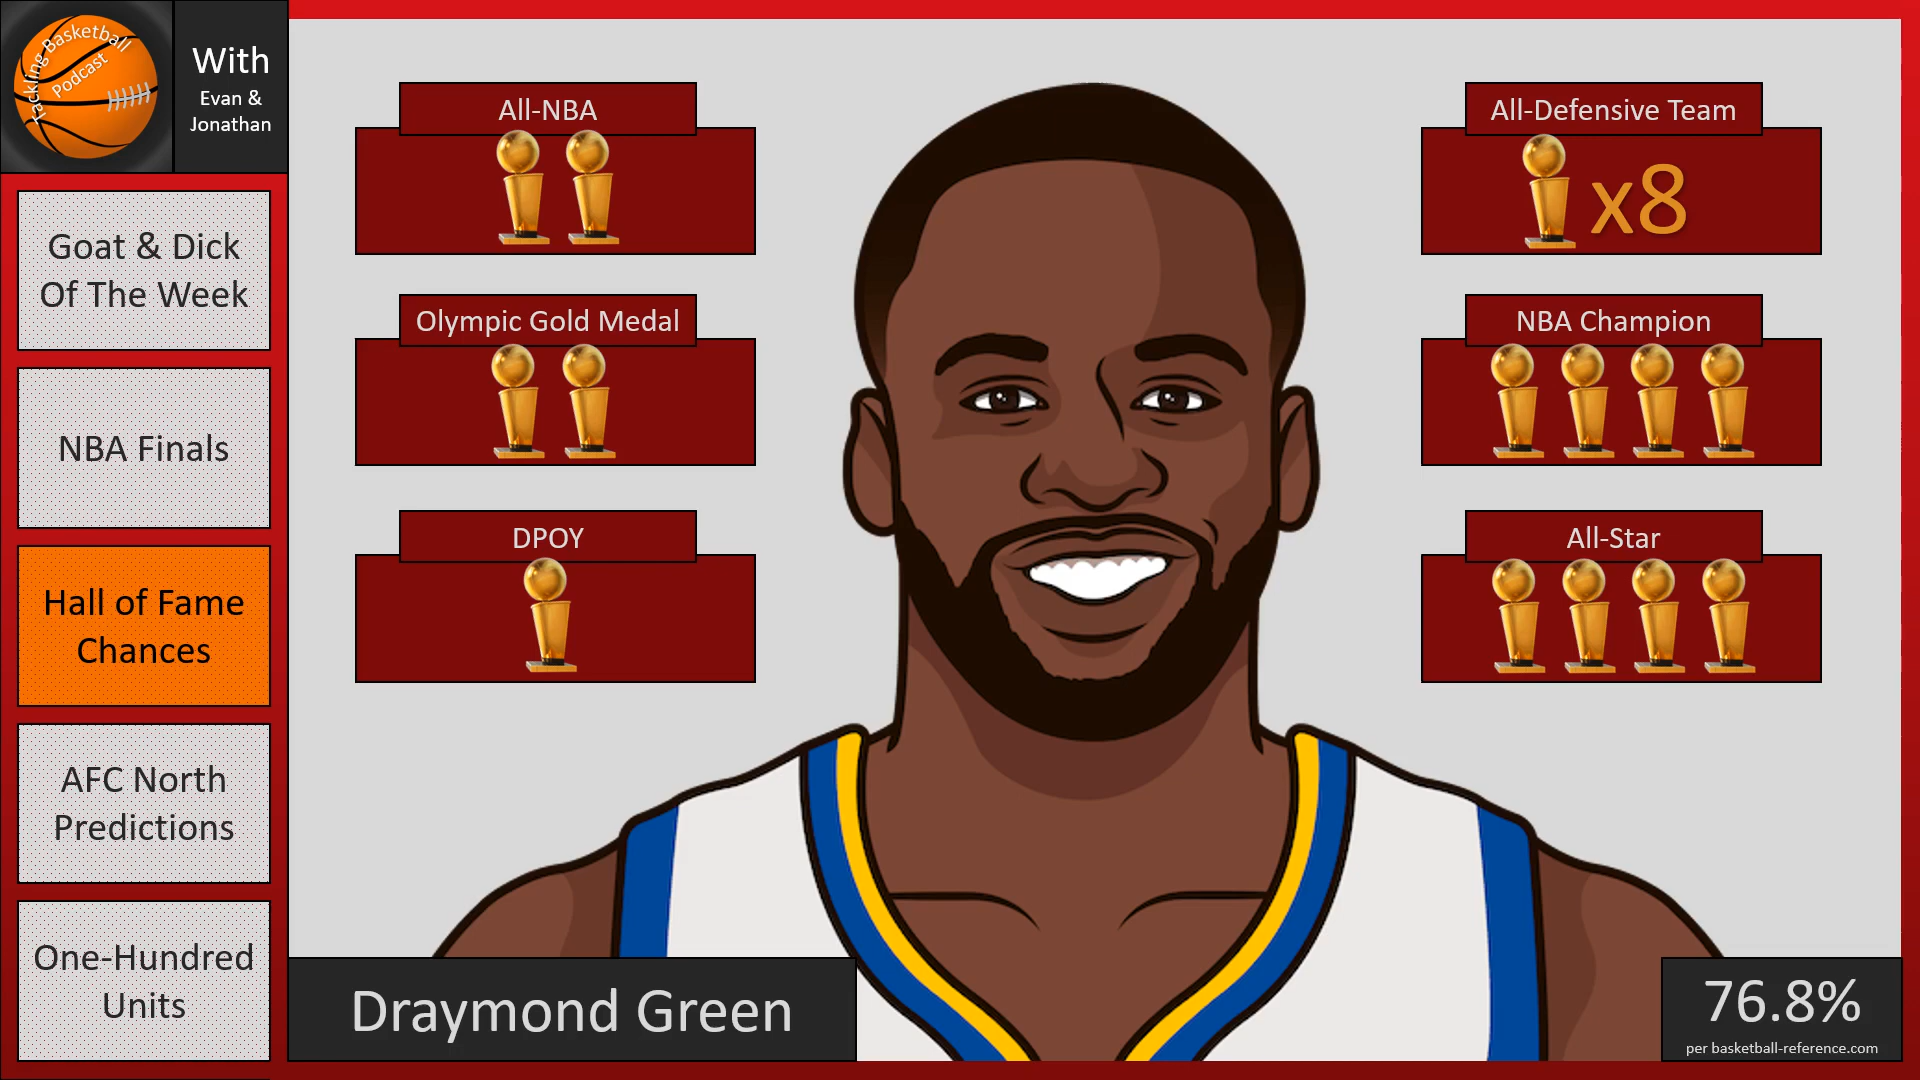 Tackling Basketball
Podcast
With
Evan &
Jonathan
Goat & Dick
Of The Week
NBA Finals
Hall of Fame
Chances
AFC North
Predictions
One-Hundred
Units
All-NBA
Olympic Gold Medal
DPOY
All-Defensive Team
x8
NBA Champion
All-Star
Draymond Green
76.8%
per basketball-reference.com